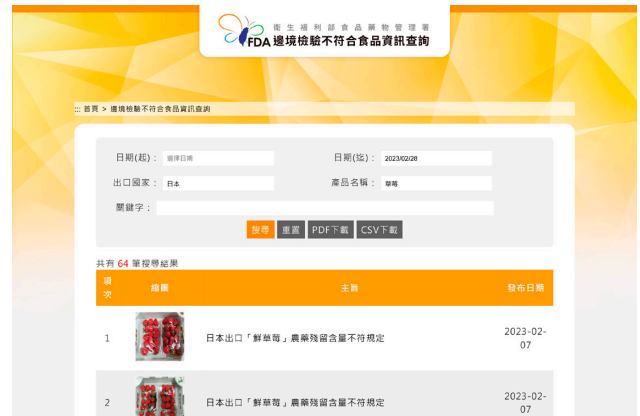 衛生福利部食品藥物管理署
FDA 邊境檢驗不符合食品資訊查詢
::: 首頁 > 邊境檢驗不符合食品資訊查詢
日期(起)： 選擇日期 日期(迄)： 2023/02/28
出口國家： 日本 產品名稱： 草莓
關鍵字：
搜尋 重置 PDF下載 CSV下載
共有 64 筆搜尋結果
項次 縮圖 主旨 發布日期
1 日本出口「鮮草莓」農藥殘留含量不符規定 2023-02-07
2 日本出口「鮮草莓」農藥殘留含量不符規定 2023-02-07